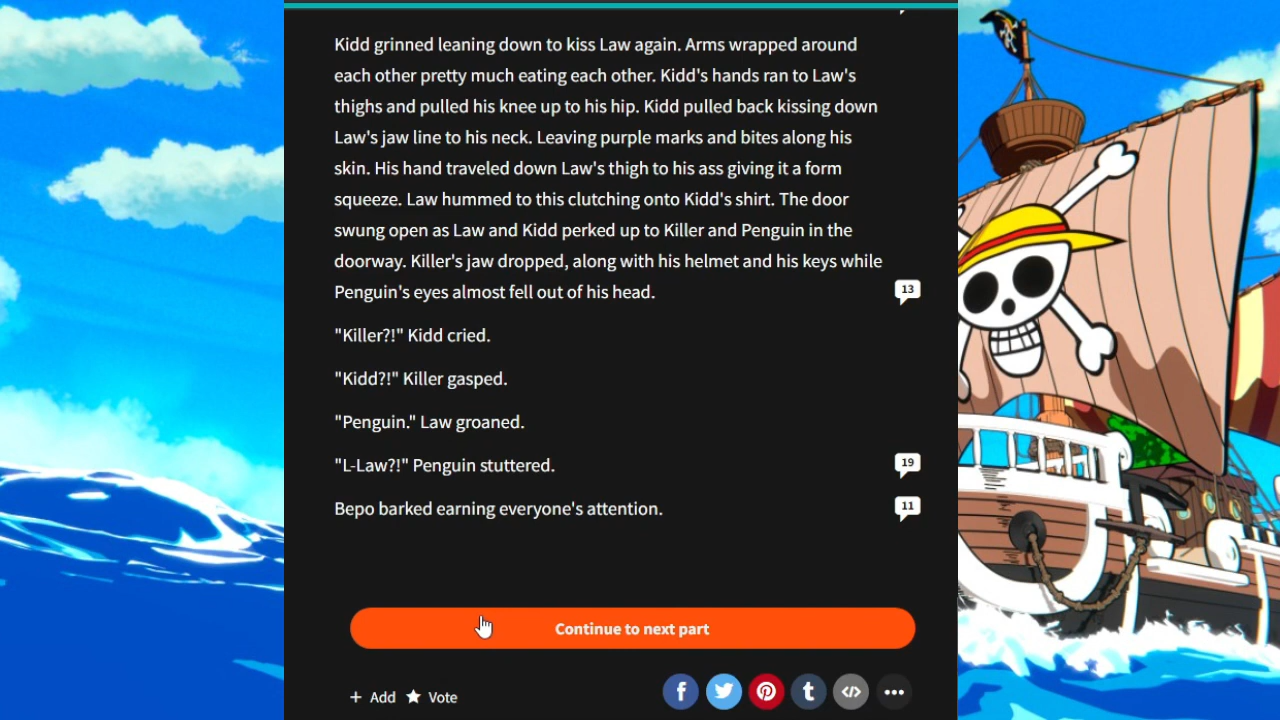 Kidd grinned leaning down to kiss Law again. Arms wrapped around
each other pretty much eating each other. Kidd's hands ran to Law's
thighs and pulled his knee up to his hip. Kidd pulled back kissing down
Law's jaw line to his neck. Leaving purple marks and bites along his
skin. His hand traveled down Law's thigh to his ass giving it a form
squeeze. Law hummed to this clutching onto Kidd's shirt. The door
swung open as Law and Kidd perked up to Killer and Penguin in the
doorway. Killer's jaw dropped, along with his helmet and his keys while
Penguin's eyes almost fell out of his head. 13
"Killer?!" Kidd cried.
"Kidd?!" Killer gasped.
"Penguin." Law groaned.
"L-Law?!" Penguin stuttered. 19
Bepo barked earning everyone's attention. 11
Continue to next part
+ Add ★ Vote f t </> •••